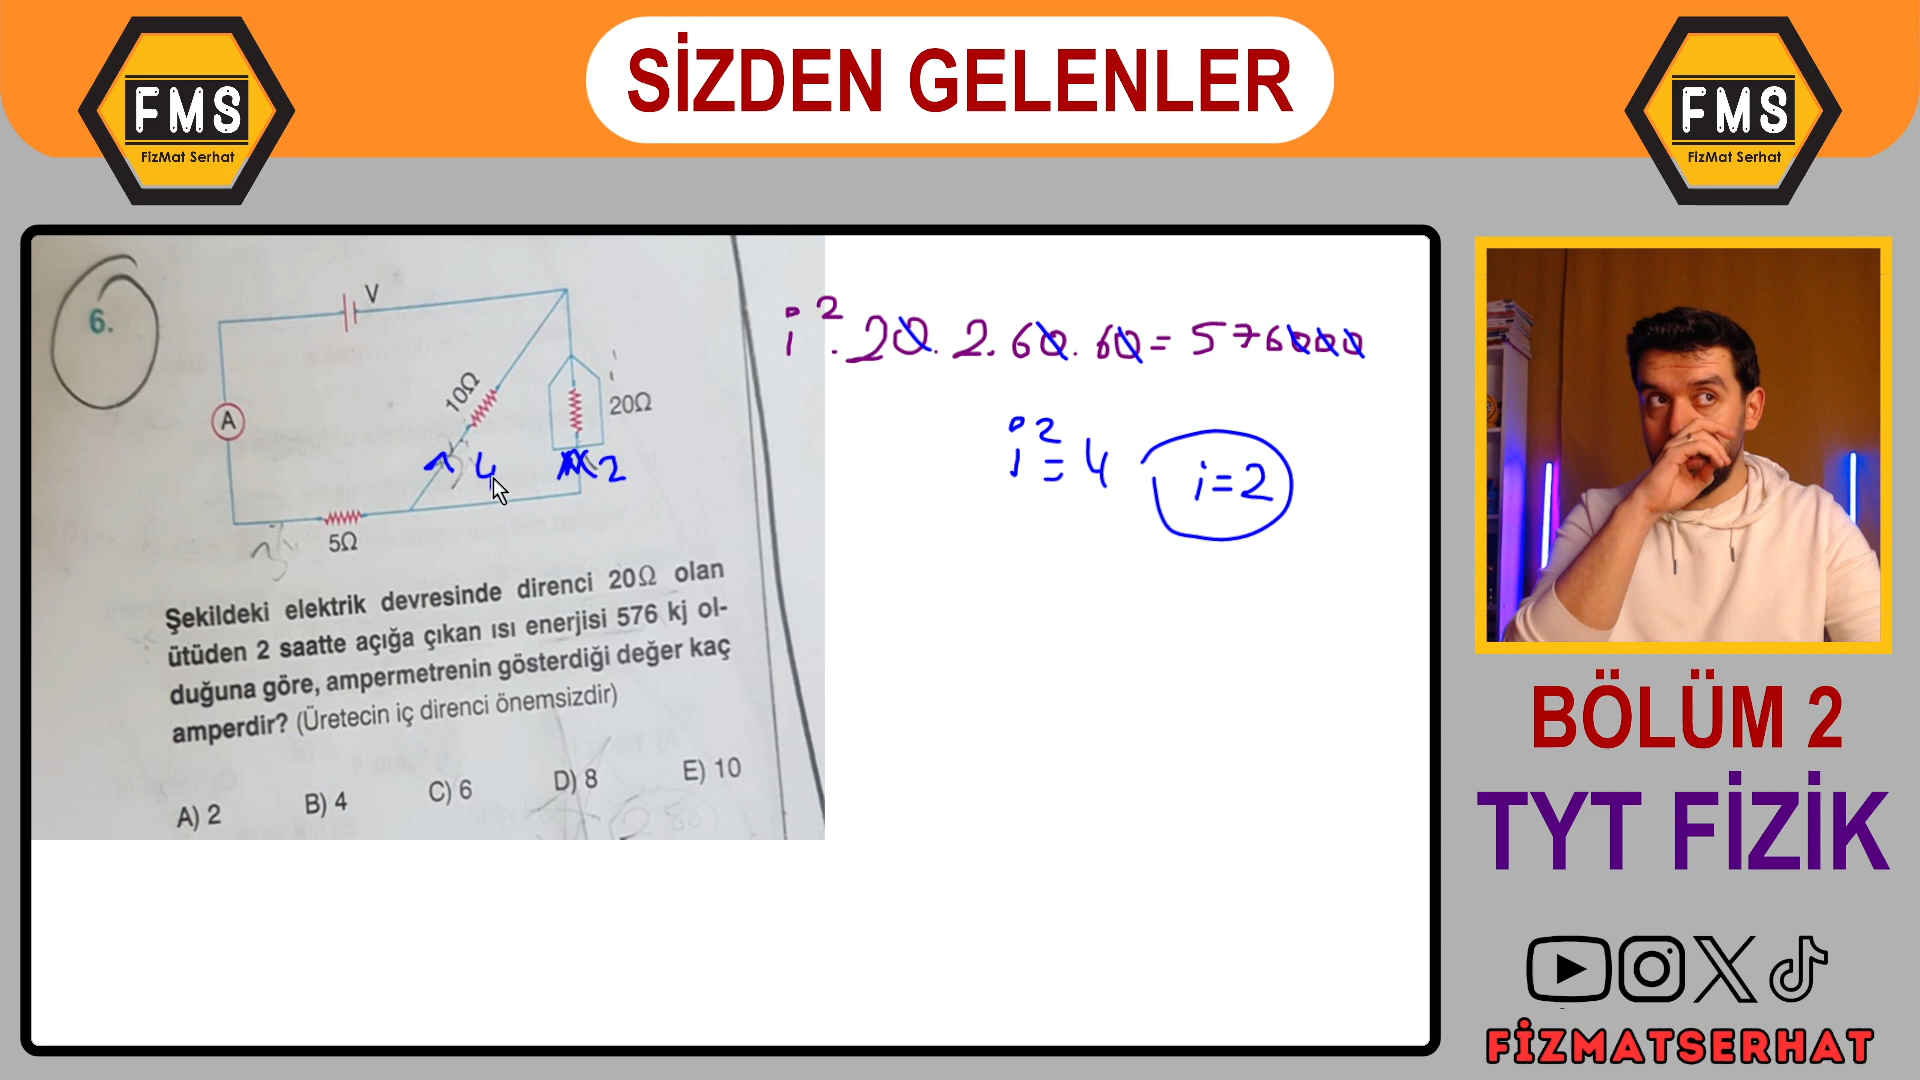 SİZDEN GELENLER
FMS
FizMat Serhat
FMS
FizMat Serhat
6.
V
A
10Ω
20Ω
4
2
5Ω
Şekildeki elektrik devresinde direnci 20Ω olan
ütüden 2 saatte açığa çıkan ısı enerjisi 576 kj ol-
duğuna göre, ampermetrenin gösterdiği değer kaç
amperdir? (Üretecin iç direnci önemsizdir)
A) 2 B) 4 C) 6 D) 8 E) 10
i² . 20 . 2 . 60 . 60 = 576000
i² = 4 i=2
BÖLÜM 2
TYT FİZİK
FİZMATSERHAT